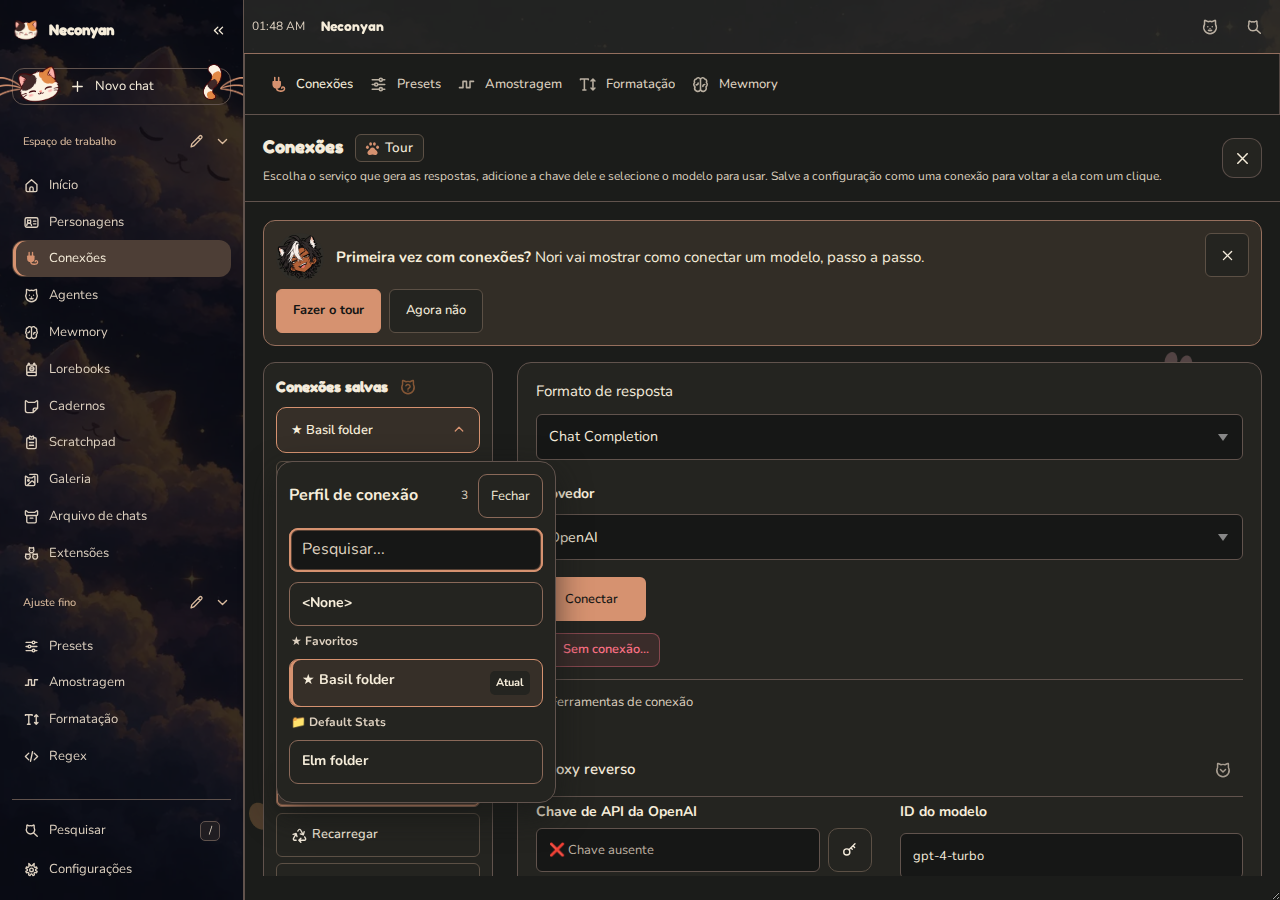 Neconyan
«
Novo chat
Espaço de trabalho
Início
Personagens
Conexões
Agentes
Mewmory
Lorebooks
Cadernos
Scratchpad
Galeria
Arquivo de chats
Extensões
Ajuste fino
Presets
Amostragem
Formatação
Regex
Pesquisar /
Configurações
01:48 AM Neconyan
Conexões Presets Amostragem Formatação Mewmory
Conexões Tour
Escolha o serviço que gera as respostas, adicione a chave dele e selecione o modelo para usar. Salve a configuração como uma conexão para voltar a ela com um clique.
Primeira vez com conexões? Nori vai mostrar como conectar um modelo, passo a passo.
Fazer o tour Agora não
Conexões salvas
★ Basil folder
Perfil de conexão 3 Fechar
Pesquisar...
<None>
★ Favoritos
★ Basil folder Atual
📁 Default Stats
Elm folder
Recarregar
Formato de resposta
Chat Completion
ovedor
OpenAI
Conectar
Sem conexão...
erramentas de conexão
oxy reverso
Chave de API da OpenAI
❌ Chave ausente
ID do modelo
gpt-4-turbo